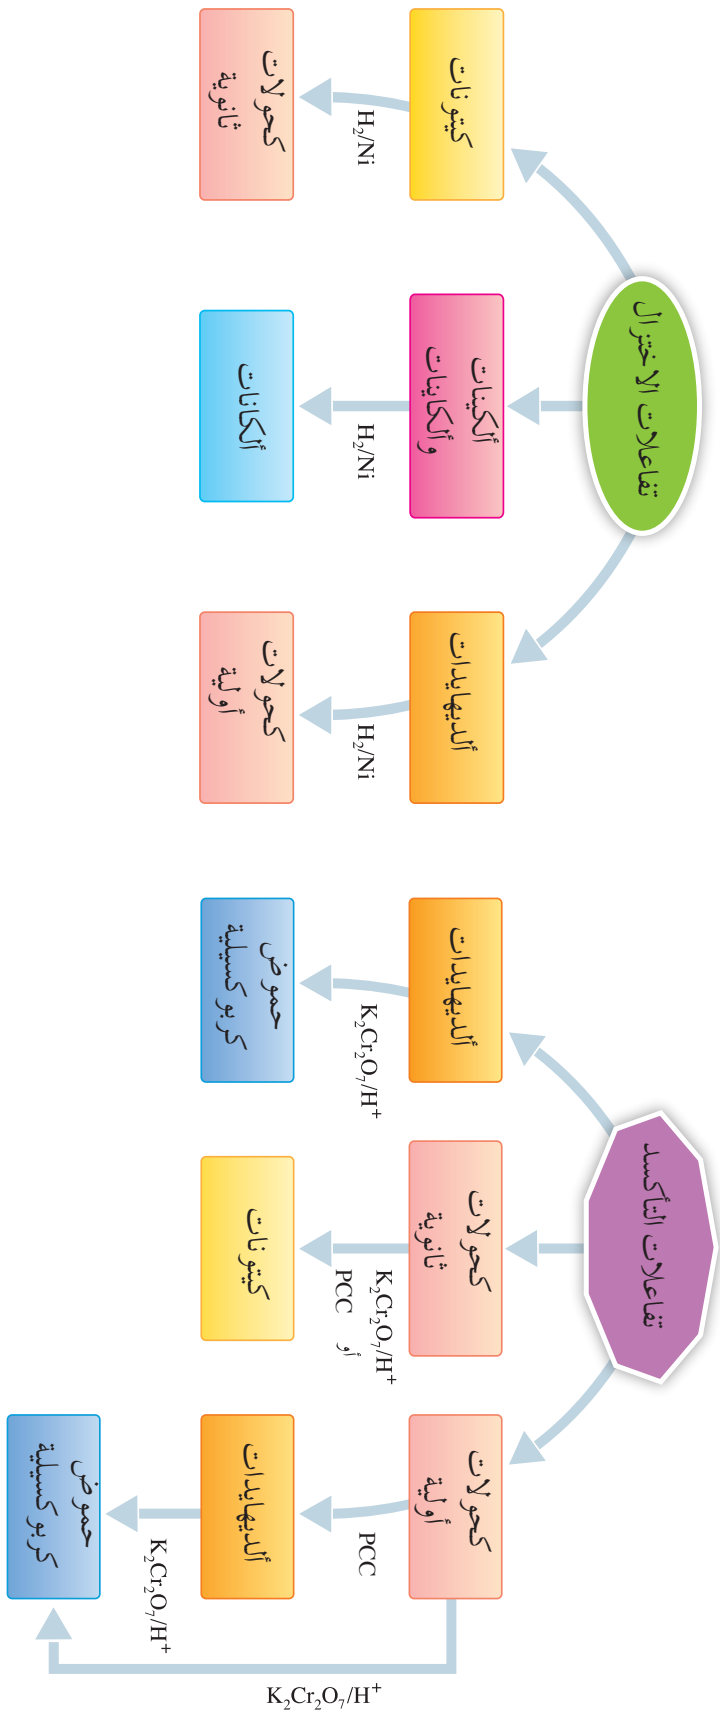 تفاعلات الاختزال
كيتونات
H₂/Ni
كحولات
ثانوية
ألكينات
وألكاينات
H₂/Ni
ألكانات
ألديهايدات
H₂/Ni
كحولات
أولية
تفاعلات التأكسد
ألديهايدات
K₂Cr₂O₇/H⁺
حموض
كربوكسيلية
كحولات
ثانوية
K₂Cr₂O₇/H⁺
أو PCC
كيتونات
كحولات
أولية
PCC
ألديهايدات
K₂Cr₂O₇/H⁺
حموض
كربوكسيلية
K₂Cr₂O₇/H⁺